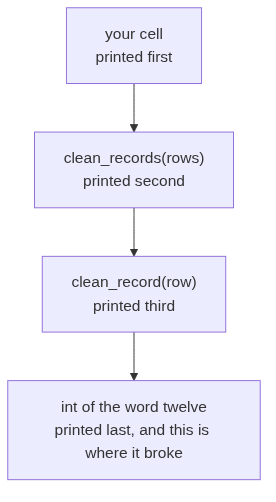 your cell
printed first
clean_records(rows)
printed second
clean_record(row)
printed third
int of the word twelve
printed last, and this is
where it broke